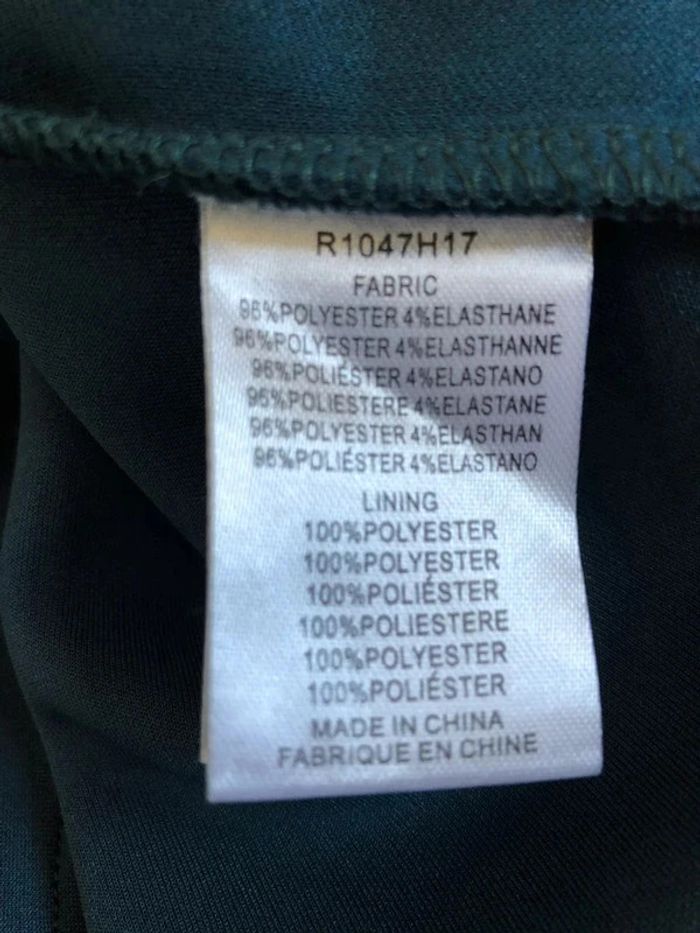 R1047H17
FABRIC
96%POLYESTER 4%ELASTHANE
96%POLYESTER 4%ELASTHANNE
96%POLIÉSTER 4%ELASTANO
96%POLIESTERE 4%ELASTANE
96%POLYESTER 4%ELASTHAN
96%POLIÉSTER 4%ELASTANO
LINING
100%POLYESTER
100%POLYESTER
100%POLIÉSTER
100%POLIESTERE
100%POLYESTER
100%POLIÉSTER
MADE IN CHINA
FABRIQUE EN CHINE